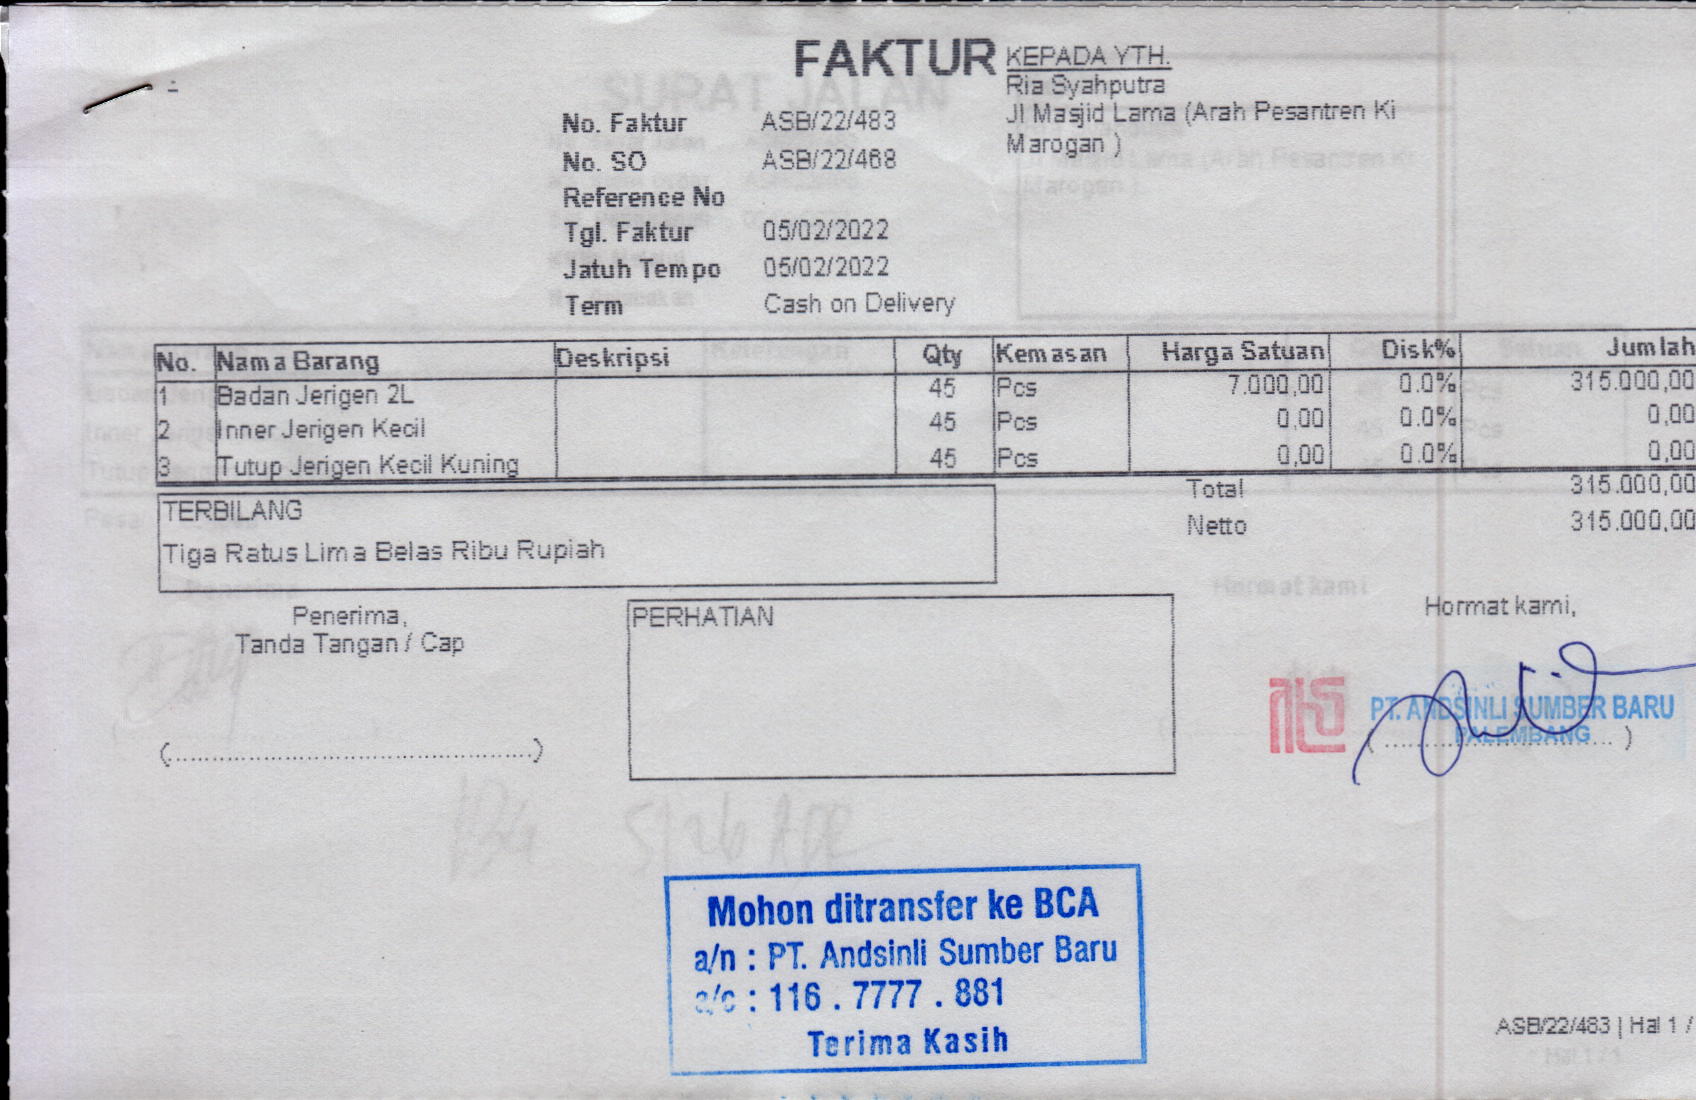 FAKTUR
KEPADA YTH.
Ria Syahputra
Jl Masjid Lama (Arah Pesantren Ki
Marogan )
No. Faktur ASB/22/483
No. SO ASB/22/468
Reference No
Tgl. Faktur 05/02/2022
Jatuh Tempo 05/02/2022
Term Cash on Delivery
No. Nama Barang Deskripsi Qty Kemasan Harga Satuan Disk% Jumlah
1 Badan Jerigen 2L 45 Pcs 7.000,00 0.0% 315.000,00
2 Inner Jerigen Kecil 45 Pcs 0,00 0.0% 0,00
3 Tutup Jerigen Kecil Kuning 45 Pcs 0,00 0.0% 0,00
Total 315.000,00
Netto 315.000,00
TERBILANG
Tiga Ratus Lima Belas Ribu Rupiah
Penerima,
Tanda Tangan / Cap
(.................................................)
PERHATIAN
Hormat kami,
PT. ANDSINLI SUMBER BARU
PALEMBANG
Mohon ditransfer ke BCA
a/n : PT. Andsinli Sumber Baru
a/c : 116 . 7777 . 881
Terima Kasih
ASB/22/483 | Hal 1 /
SURAT JALAN